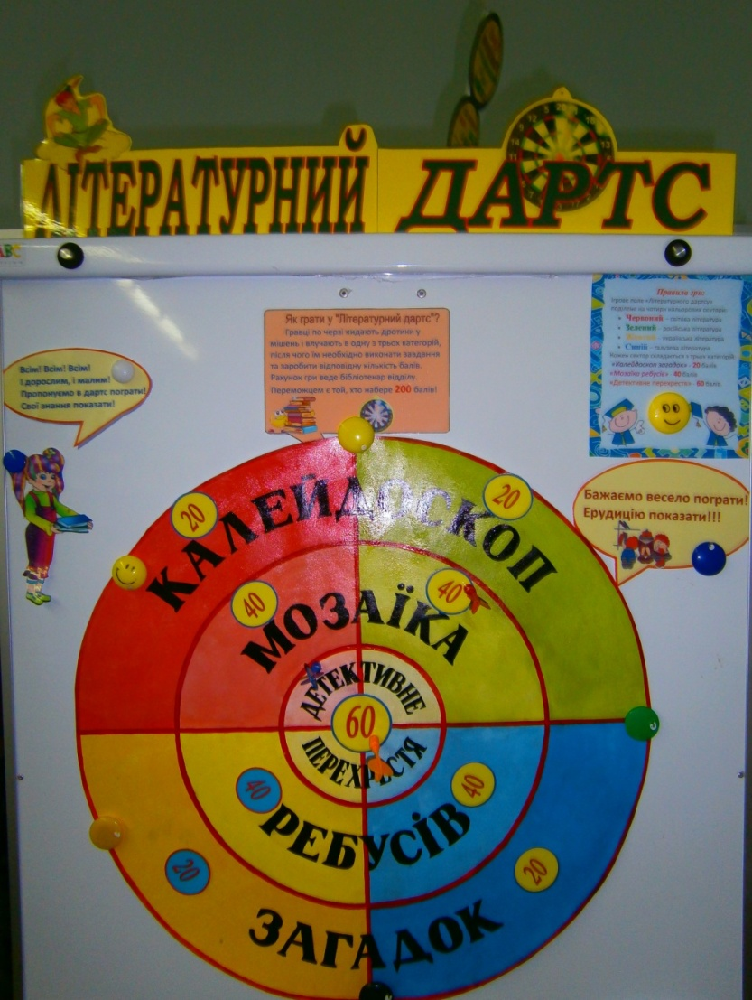 ЛІТЕРАТУРНИЙ ДАРТС
ABC
Як грати у "Літературний дартс"?
Гравці по черзі кидають дротики у
мішень і влучають в одну з трьох категорій,
після чого їм необхідно виконати завдання
та заробити відповідну кількість балів.
Рахунок гри веде бібліотекар відділу.
Переможцем є той, хто набере 200 балів!
Правила гри:
Ігрове поле «Літературного дартсу»
поділено на чотири кольорових сектори:
Червоний – світова література
Зелений – російська література
Жовтий – українська література
Синій – галузева література.
Кожен сектор складається з трьох категорій
«Калейдоскоп загадок» - 20 балів
«Мозаїка ребусів» - 40 балів
«Детективне перехрестя» - 60 балів.
Всім! Всім! Всім!
І дорослим, і малим!
Пропонуємо в дартс пограти!
Свої знання показати!
Бажаємо весело пограти!
Ерудицію показати!!!
20
20
КАЛЕЙДОСКОП
40
40
МОЗАЇКА
ДЕТЕКТИВНЕ
60
ПЕРЕХРЕСТЯ
40
40
РЕБУСІВ
20
20
ЗАГАДОК